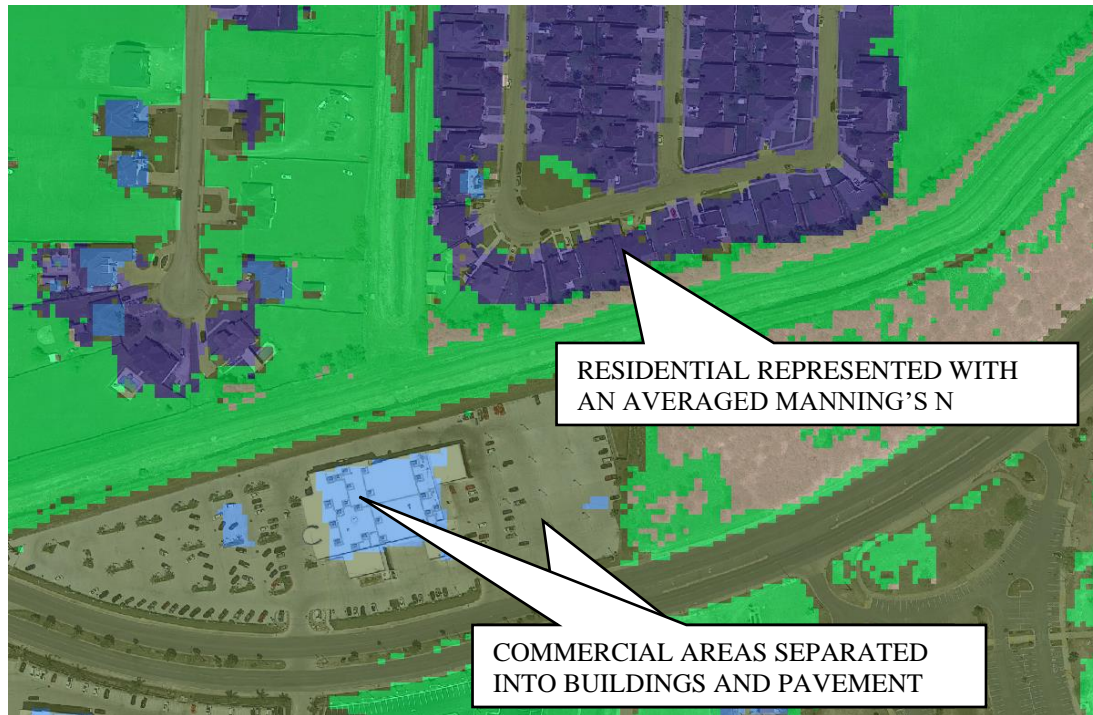 RESIDENTIAL REPRESENTED WITH
AN AVERAGED MANNING’S N
COMMERCIAL AREAS SEPARATED
INTO BUILDINGS AND PAVEMENT